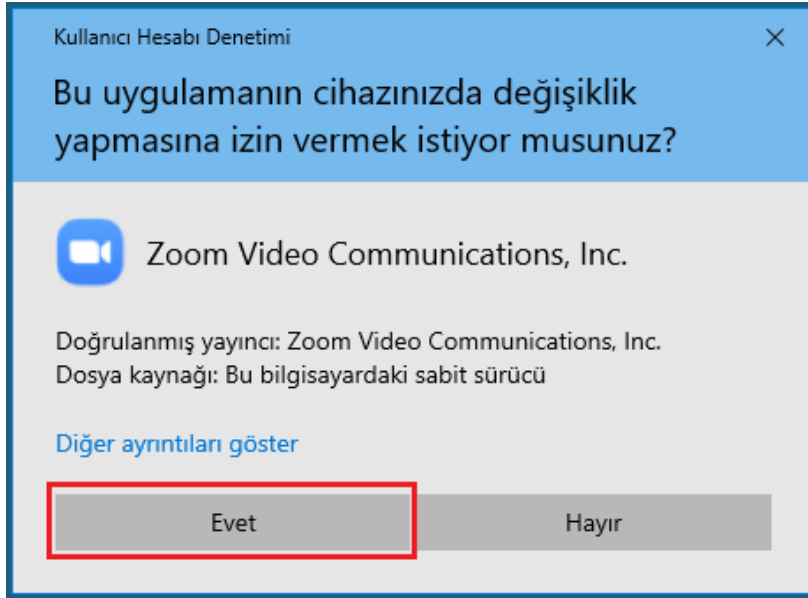 Kullanıcı Hesabı Denetimi
Bu uygulamanın cihazınızda değişiklik
yapmasına izin vermek istiyor musunuz?
Zoom Video Communications, Inc.
Doğrulanmış yayıncı: Zoom Video Communications, Inc.
Dosya kaynağı: Bu bilgisayardaki sabit sürücü
Diğer ayrıntıları göster
Evet
Hayır